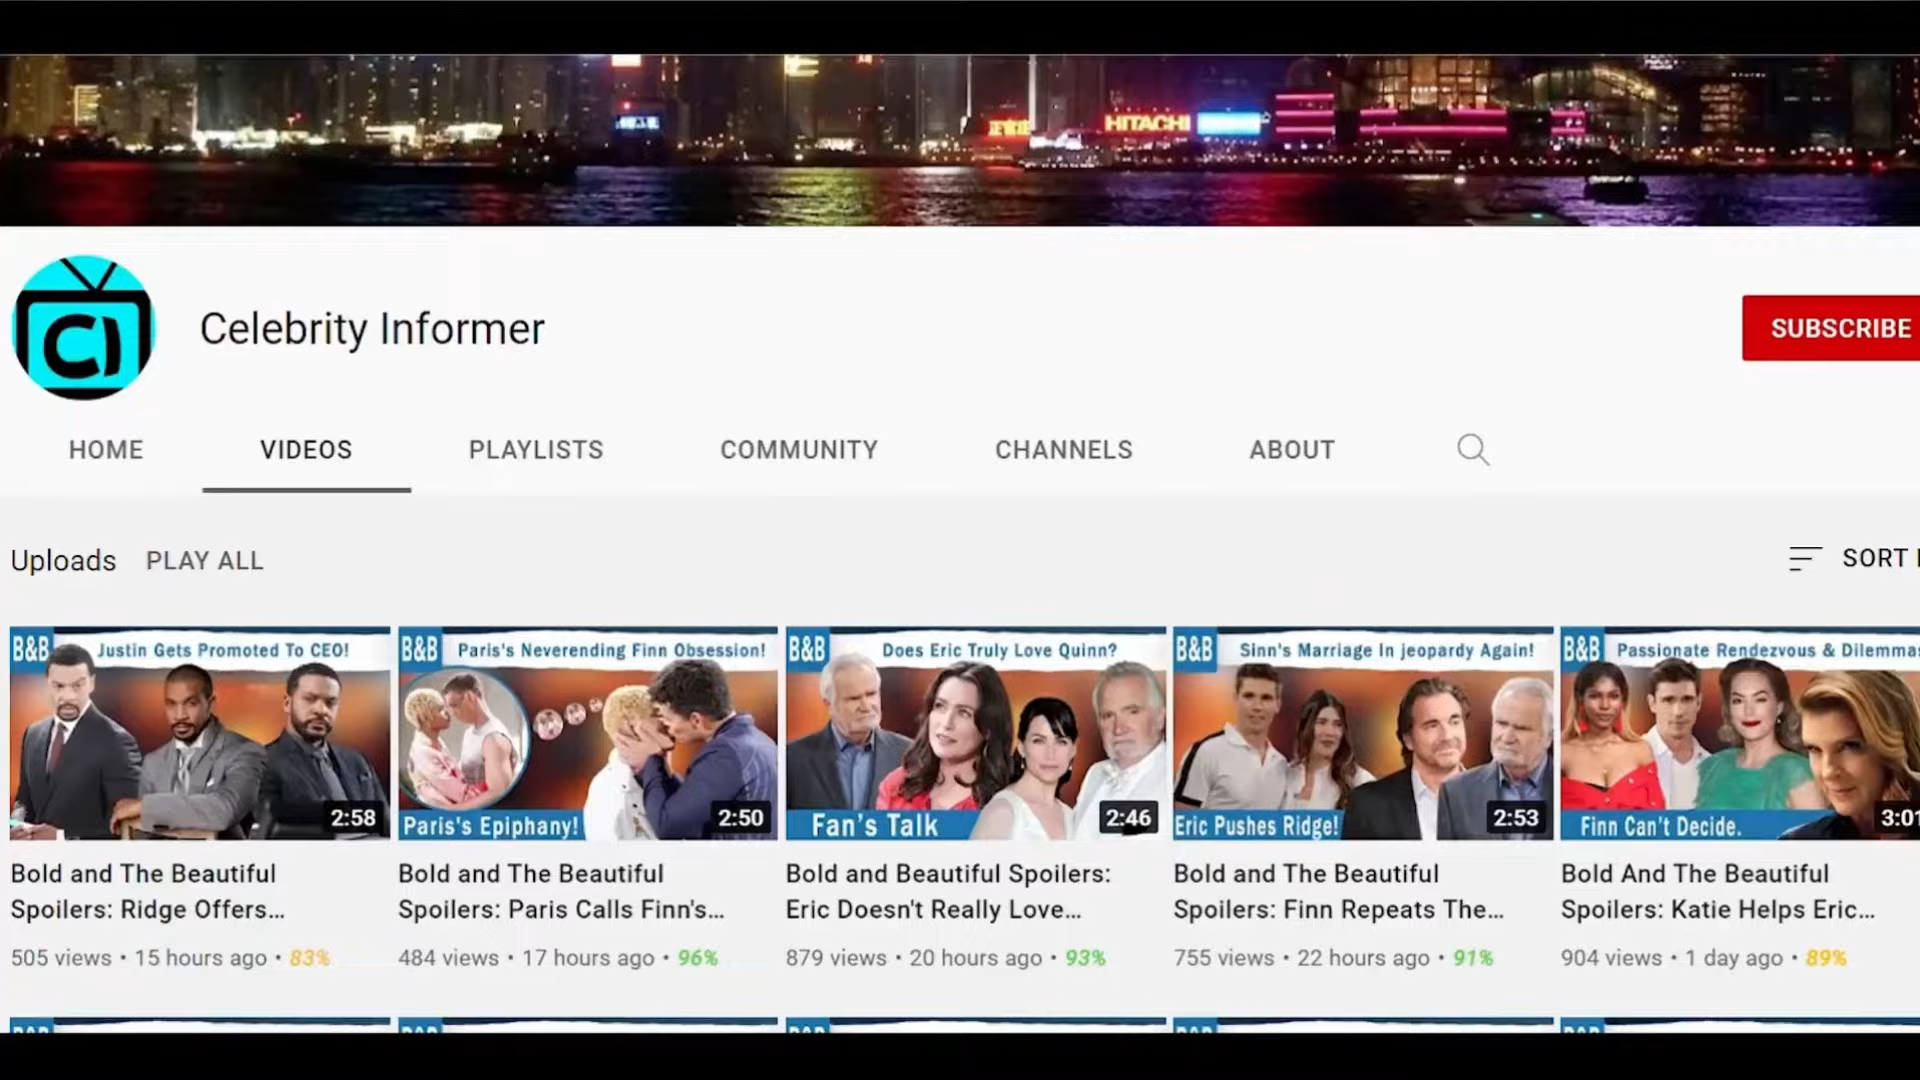 正官庄
HITACHI
CI
Celebrity Informer
SUBSCRIBE
HOME
VIDEOS
PLAYLISTS
COMMUNITY
CHANNELS
ABOUT
Uploads
PLAY ALL
SORT
B&B
Justin Gets Promoted To CEO!
2:58
Bold and The Beautiful
Spoilers: Ridge Offers...
505 views • 15 hours ago • 83%
B&B
Paris's Neverending Finn Obsession!
Paris's Epiphany!
2:50
Bold and The Beautiful
Spoilers: Paris Calls Finn's...
484 views • 17 hours ago • 96%
B&B
Does Eric Truly Love Quinn?
Fan's Talk
2:46
Bold and Beautiful Spoilers:
Eric Doesn't Really Love...
879 views • 20 hours ago • 93%
B&B
Sinn's Marriage In jeopardy Again!
Eric Pushes Ridge!
2:53
Bold and The Beautiful
Spoilers: Finn Repeats The...
755 views • 22 hours ago • 91%
B&B
Passionate Rendezvous & Dilemmas
Finn Can't Decide.
3:01
Bold And The Beautiful
Spoilers: Katie Helps Eric...
904 views • 1 day ago • 89%